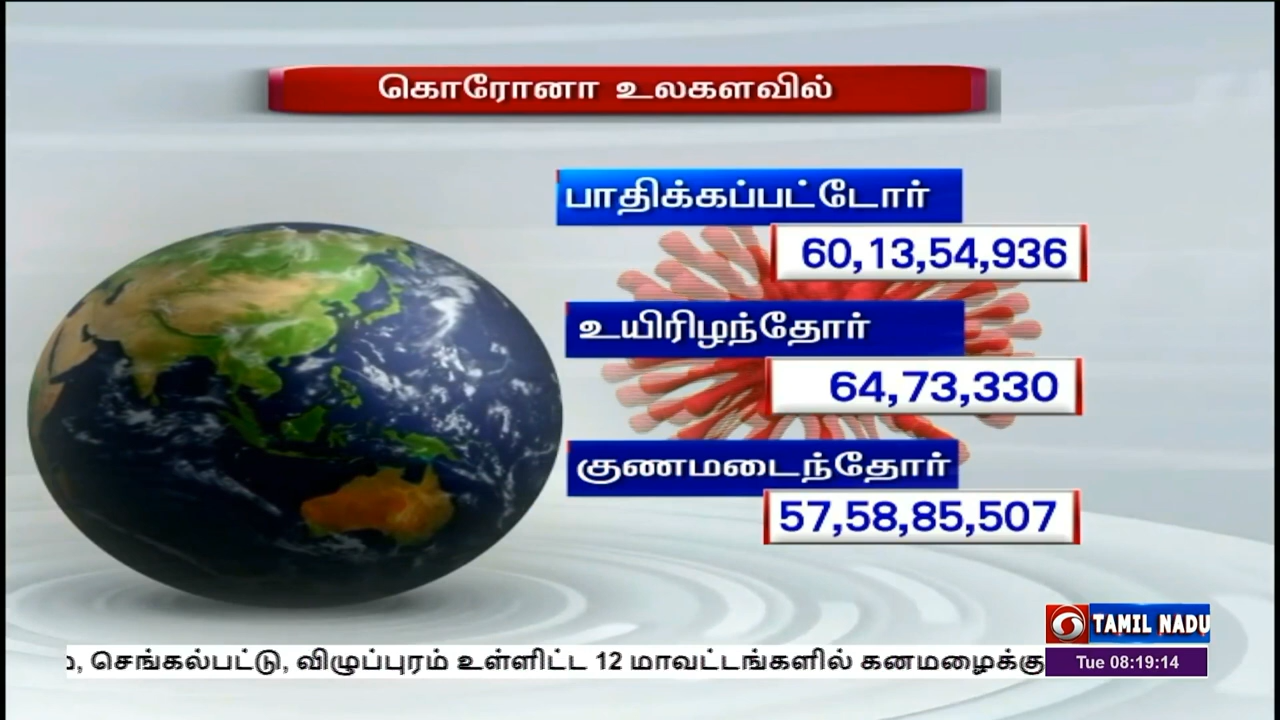 கொரோனா உலகளவில்
பாதிக்கப்பட்டோர்
60,13,54,936
உயிரிழந்தோர்
64,73,330
குணமடைந்தோர்
57,58,85,507
TAMIL NADU
செங்கல்பட்டு, விழுப்புரம் உள்ளிட்ட 12 மாவட்டங்களில் கனமழைக்கு
Tue 08:19:14